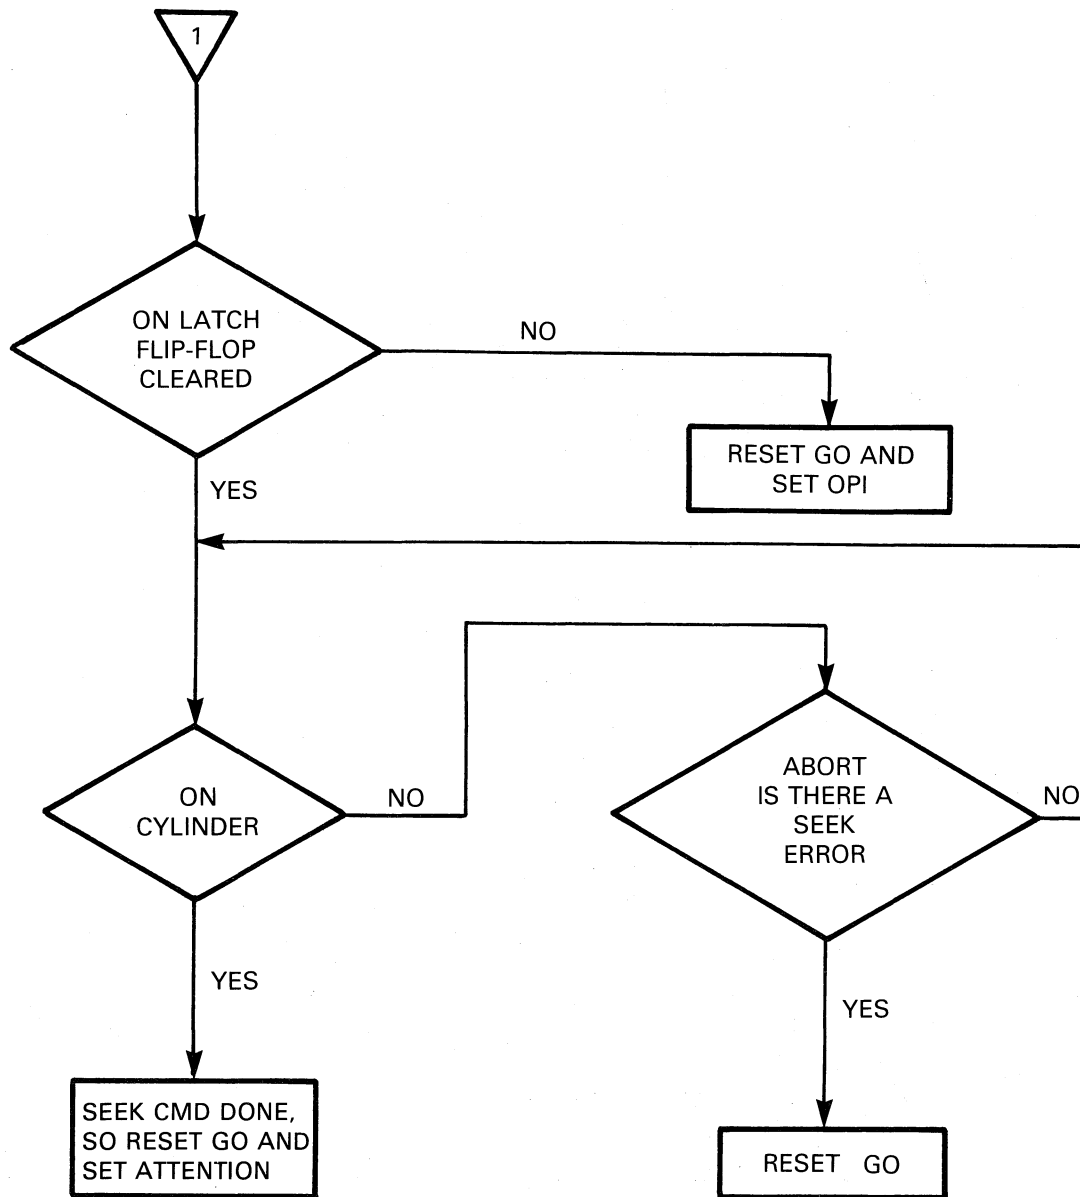 1
ON LATCH
FLIP-FLOP
CLEARED
NO
RESET GO AND
SET OPI
YES
ON
CYLINDER
NO
ABORT
IS THERE A
SEEK
ERROR
NO
YES
YES
SEEK CMD DONE,
SO RESET GO AND
SET ATTENTION
RESET GO